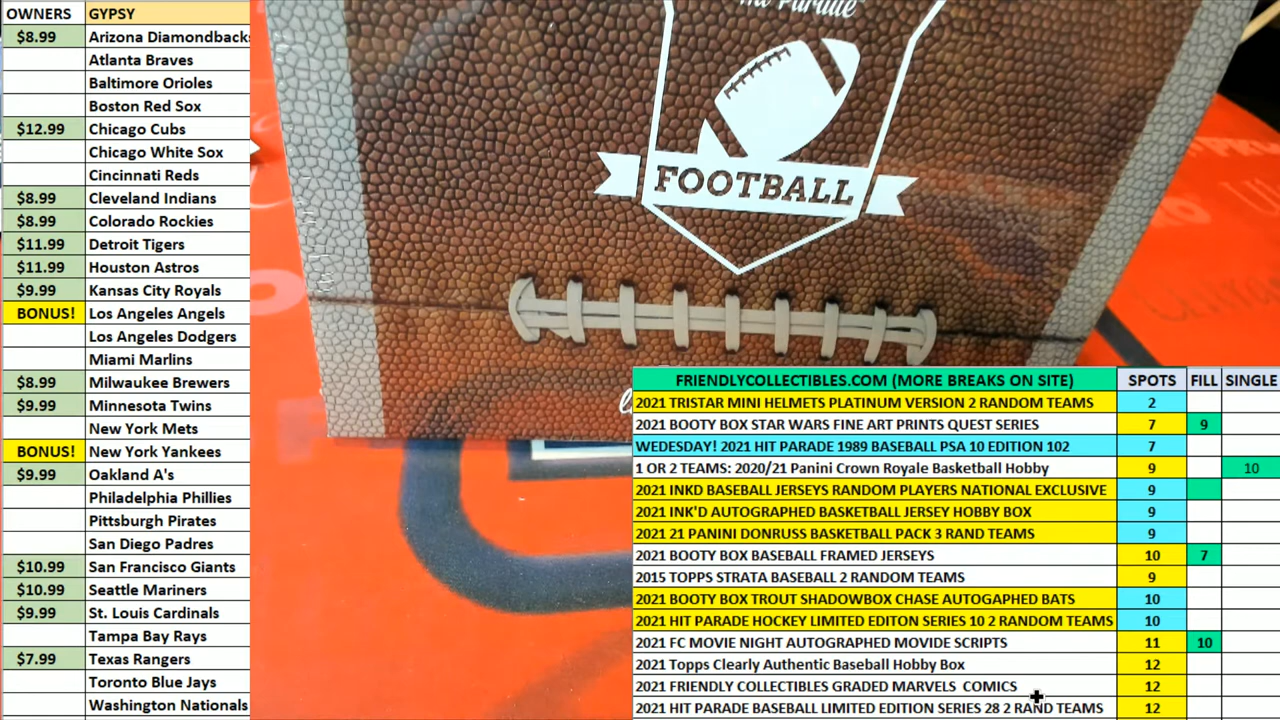 OWNERS GYPSY
$8.99 Arizona Diamondbacks
Atlanta Braves
Baltimore Orioles
Boston Red Sox
$12.99 Chicago Cubs
Chicago White Sox
Cincinnati Reds
$8.99 Cleveland Indians
$8.99 Colorado Rockies
$11.99 Detroit Tigers
$11.99 Houston Astros
$9.99 Kansas City Royals
BONUS! Los Angeles Angels
Los Angeles Dodgers
Miami Marlins
$8.99 Milwaukee Brewers
$9.99 Minnesota Twins
New York Mets
BONUS! New York Yankees
$9.99 Oakland A's
Philadelphia Phillies
Pittsburgh Pirates
San Diego Padres
$10.99 San Francisco Giants
$10.99 Seattle Mariners
$9.99 St. Louis Cardinals
Tampa Bay Rays
$7.99 Texas Rangers
Toronto Blue Jays
Washington Nationals
Parade"
FOOTBALL
FRIENDLYCOLLECTIBLES.COM (MORE BREAKS ON SITE) SPOTS FILL SINGLE
2021 TRISTAR MINI HELMETS PLATINUM VERSION 2 RANDOM TEAMS 2
2021 BOOTY BOX STAR WARS FINE ART PRINTS QUEST SERIES 7 9
WEDESDAY! 2021 HIT PARADE 1989 BASEBALL PSA 10 EDITION 102 7
1 OR 2 TEAMS: 2020/21 Panini Crown Royale Basketball Hobby 9 10
2021 INKD BASEBALL JERSEYS RANDOM PLAYERS NATIONAL EXCLUSIVE 9
2021 INK'D AUTOGRAPHED BASKETBALL JERSEY HOBBY BOX 9
2021 21 PANINI DONRUSS BASKETBALL PACK 3 RAND TEAMS 9
2021 BOOTY BOX BASEBALL FRAMED JERSEYS 10 7
2015 TOPPS STRATA BASEBALL 2 RANDOM TEAMS 9
2021 BOOTY BOX TROUT SHADOWBOX CHASE AUTOGAPHED BATS 10
2021 HIT PARADE HOCKEY LIMITED EDITON SERIES 10 2 RANDOM TEAMS 10
2021 FC MOVIE NIGHT AUTOGRAPHED MOVIDE SCRIPTS 11 10
2021 Topps Clearly Authentic Baseball Hobby Box 12
2021 FRIENDLY COLLECTIBLES GRADED MARVELS COMICS 12
2021 HIT PARADE BASEBALL LIMITED EDITION SERIES 28 2 RAND TEAMS 12